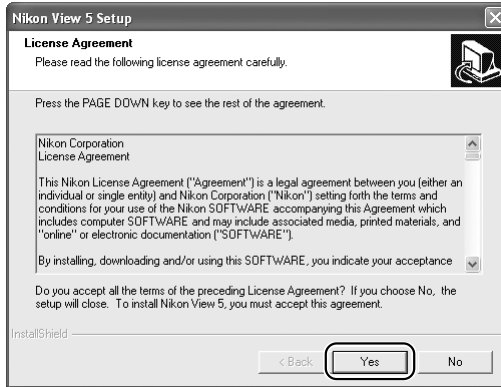 Nikon View 5 Setup
License Agreement
Please read the following license agreement carefully.
Press the PAGE DOWN key to see the rest of the agreement.
Nikon Corporation
License Agreement
This Nikon License Agreement ("Agreement") is a legal agreement between you (either an
individual or single entity) and Nikon Corporation ("Nikon") setting forth the terms and
conditions for your use of the Nikon SOFTWARE accompanying this Agreement which
includes computer SOFTWARE and may include associated media, printed materials, and
"online" or electronic documentation ("SOFTWARE").
By installing, downloading and/or using this SOFTWARE, you indicate your acceptance
Do you accept all the terms of the preceding License Agreement? If you choose No, the
setup will close. To install Nikon View 5, you must accept this agreement.
InstallShield
< Back
Yes
No